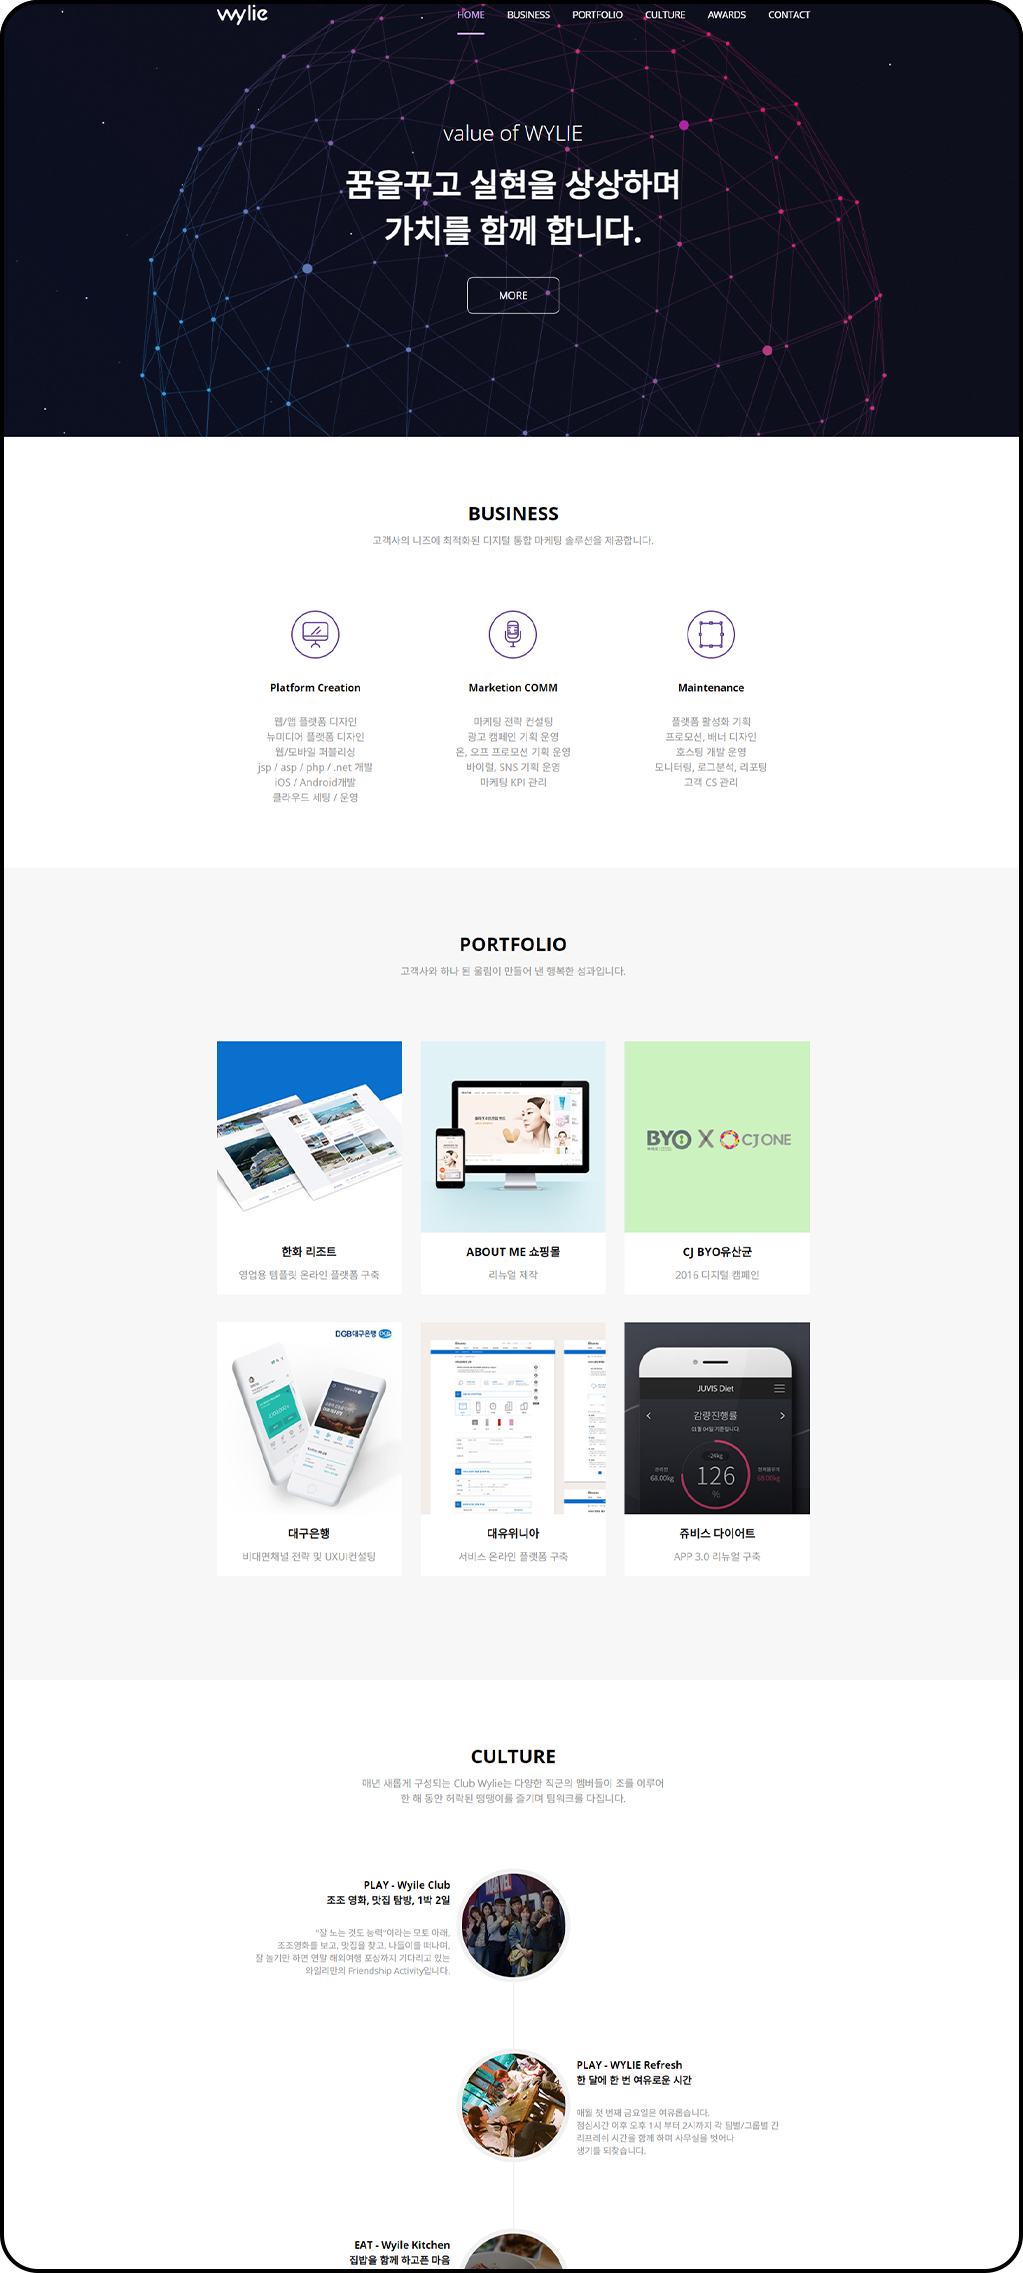 wylie
HOME BUSINESS PORTFOLIO CULTURE AWARDS CONTACT
value of WYLIE
꿈을꾸고 실현을 상상하며
가치를 함께 합니다.
MORE
BUSINESS
고객사의 니즈에 최적화된 디지털 통합 마케팅 솔루션을 제공합니다.
Platform Creation
웹/앱 플랫폼 디자인
뉴미디어 플랫폼 디자인
웹/모바일 퍼블리싱
jsp / asp / php / .net 개발
iOS / Android개발
클라우드 세팅 / 운영
Marketion COMM
마케팅 전략 컨설팅
광고 캠페인 기획 운영
온, 오프 프로모션 기획 운영
바이럴, SNS 기획 운영
마케팅 KPI 관리
Maintenance
플랫폼 활성화 기획
프로모션, 배너 디자인
호스팅 개발 운영
모니터링, 로그분석, 리포팅
고객 CS 관리
PORTFOLIO
고객사와 하나 된 울림이 만들어 낸 행복한 성과입니다.
한화 리조트
영업용 템플릿 온라인 플랫폼 구축
ABOUT ME 쇼핑몰
리뉴얼 제작
BYO X CJ ONE
CJ BYO유산균
2016 디지털 캠페인
DGB대구은행
대구은행
비대면채널 전략 및 UXUI컨설팅
대유위니아
서비스 온라인 플랫폼 구축
JUVIS Diet
감량진행률
01월 04일 기준입니다.
-24kg
126
%
68.00kg
68.00kg
쥬비스 다이어트
APP 3.0 리뉴얼 구축
CULTURE
매년 새롭게 구성되는 Club Wylie는 다양한 직군의 멤버들이 조를 이루어
한 해 동안 허락된 땡땡이를 즐기며 팀워크를 다집니다.
PLAY - Wyile Club
조조 영화, 맛집 탐방, 1박 2일
"잘 노는 것도 능력"이라는 모토 아래,
조조영화를 보고, 맛집을 찾고, 나들이를 떠나며,
잘 놀기만 하면 연말 해외여행 포상까지 기다리고 있는
와일리만의 Friendship Activity입니다.
PLAY - WYLIE Refresh
한 달에 한 번 여유로운 시간
매월 첫 번째 금요일은 여유롭습니다.
점심시간 이후 오후 1시 부터 2시까지 각 팀별/그룹별 간
리프레쉬 시간을 함께 하며 사무실을 벗어나
생기를 되찾습니다.
EAT - Wyile Kitchen
집밥을 함께 하고픈 마음